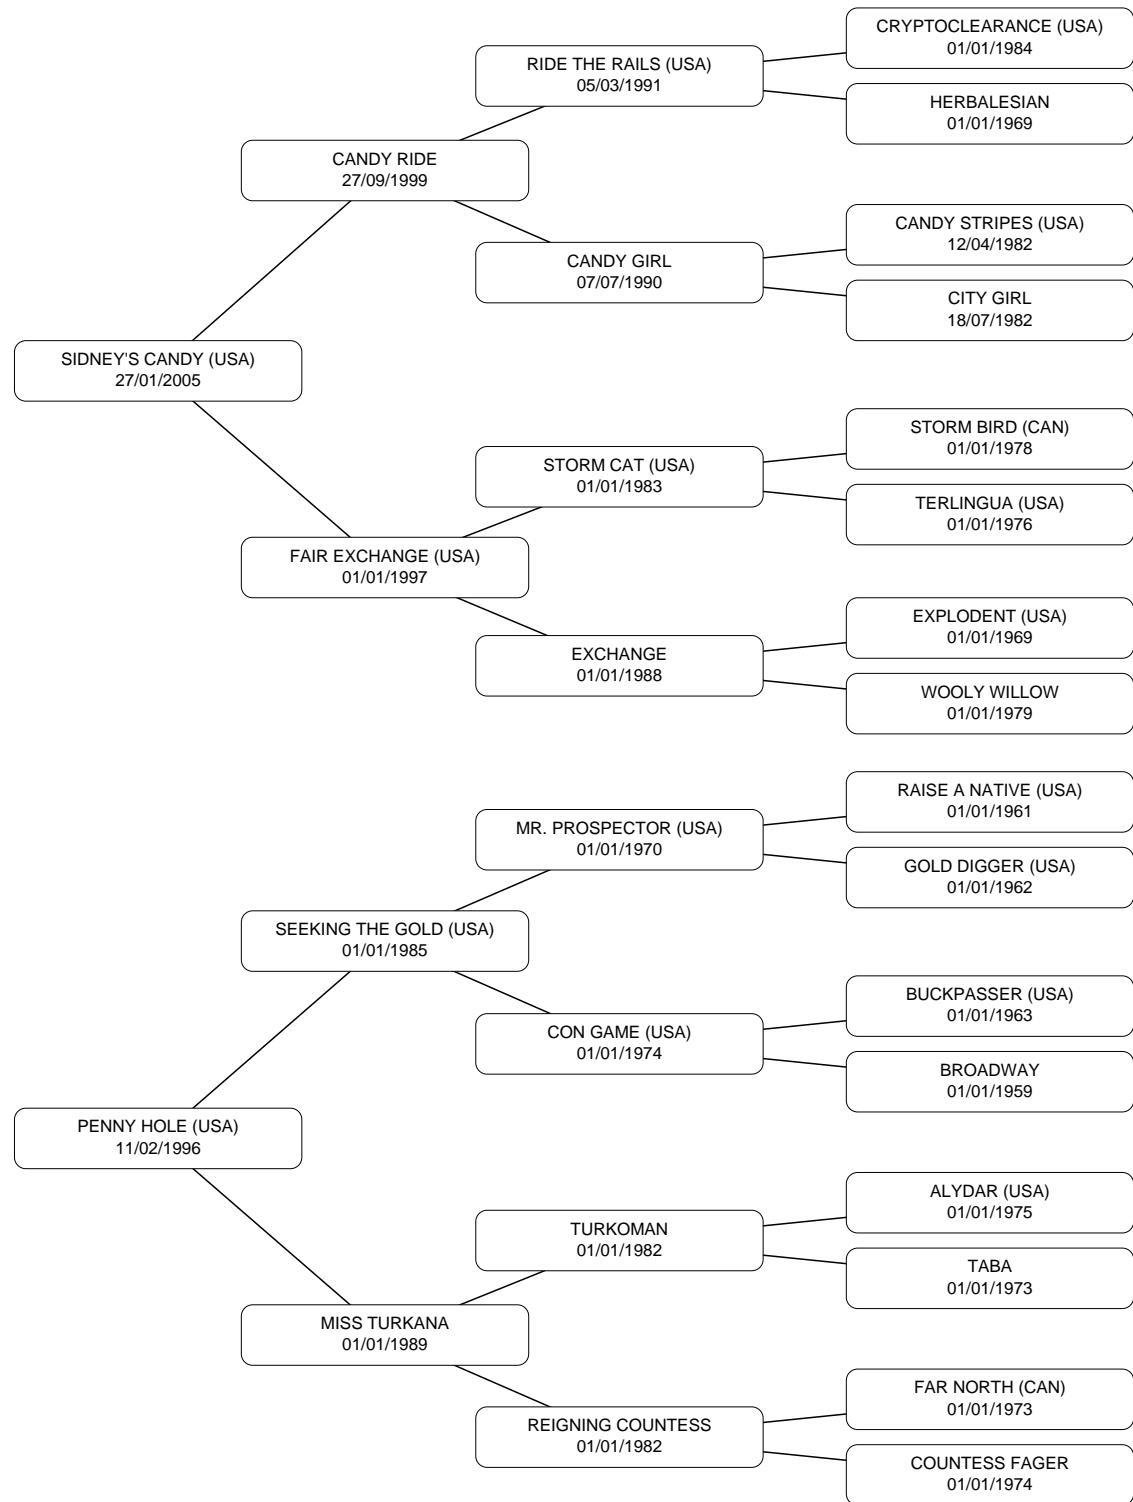 CRYPTOCLEARANCE (USA)
01/01/1984
RIDE THE RAILS (USA)
05/03/1991
HERBALESIAN
01/01/1969
CANDY RIDE
27/09/1999
CANDY STRIPES (USA)
12/04/1982
CANDY GIRL
07/07/1990
CITY GIRL
18/07/1982
SIDNEY'S CANDY (USA)
27/01/2005
STORM BIRD (CAN)
01/01/1978
STORM CAT (USA)
01/01/1983
TERLINGUA (USA)
01/01/1976
FAIR EXCHANGE (USA)
01/01/1997
EXPLODENT (USA)
01/01/1969
EXCHANGE
01/01/1988
WOOLY WILLOW
01/01/1979
RAISE A NATIVE (USA)
01/01/1961
MR. PROSPECTOR (USA)
01/01/1970
GOLD DIGGER (USA)
01/01/1962
SEEKING THE GOLD (USA)
01/01/1985
BUCKPASSER (USA)
01/01/1963
CON GAME (USA)
01/01/1974
BROADWAY
01/01/1959
PENNY HOLE (USA)
11/02/1996
ALYDAR (USA)
01/01/1975
TURKOMAN
01/01/1982
TABA
01/01/1973
MISS TURKANA
01/01/1989
FAR NORTH (CAN)
01/01/1973
REIGNING COUNTESS
01/01/1982
COUNTESS FAGER
01/01/1974